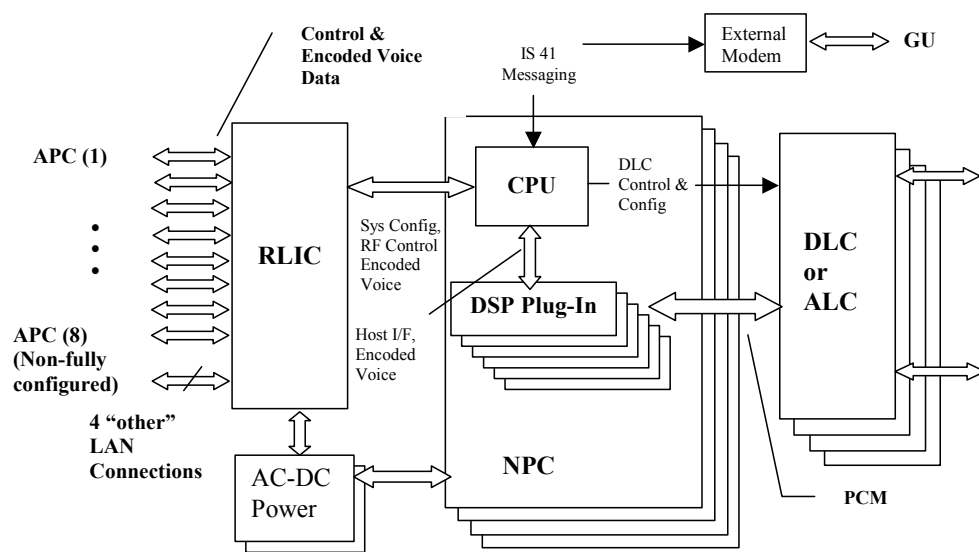 Control &
Encoded Voice
Data
IS 41
Messaging
External
Modem
GU
APC (1)
RLIC
CPU
DLC
Control &
Config
Sys Config,
RF Control
Encoded
Voice
DLC
or
ALC
DSP Plug-In
Host I/F,
Encoded
Voice
APC (8)
(Non-fully
configured)
4 “other”
LAN
Connections
AC-DC
Power
NPC
PCM